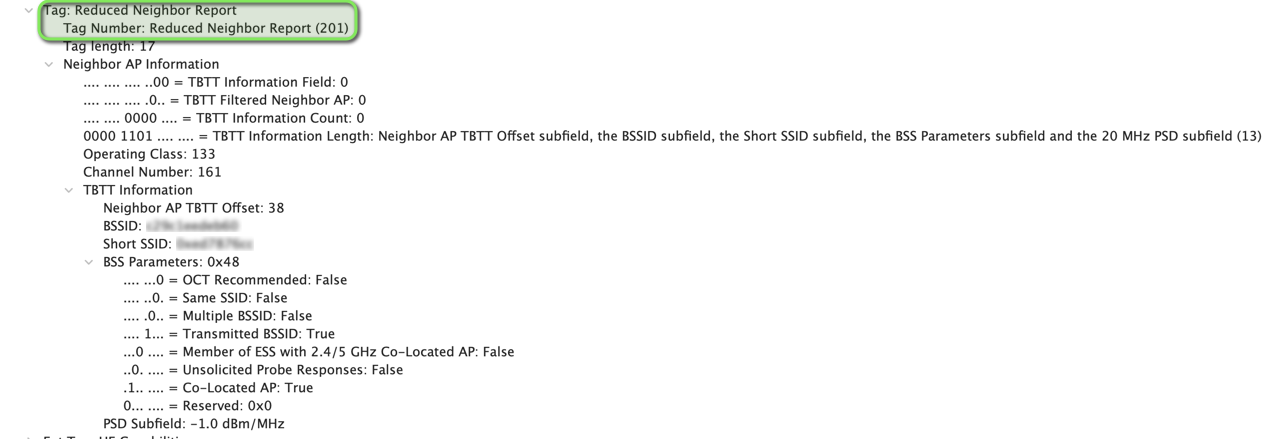 Tag: Reduced Neighbor Report
Tag Number: Reduced Neighbor Report (201)
Tag length: 17
Neighbor AP Information
.... .... .... ..00 = TBTT Information Field: 0
.... .... .... .0.. = TBTT Filtered Neighbor AP: 0
.... .... 0000 .... = TBTT Information Count: 0
0000 1101 .... .... = TBTT Information Length: Neighbor AP TBTT Offset subfield, the BSSID subfield, the Short SSID subfield, the BSS Parameters subfield and the 20 MHz PSD subfield (13)
Operating Class: 133
Channel Number: 161
TBTT Information
Neighbor AP TBTT Offset: 38
BSSID:
Short SSID:
BSS Parameters: 0x48
.... ...0 = OCT Recommended: False
.... ..0. = Same SSID: False
.... .0.. = Multiple BSSID: False
.... 1... = Transmitted BSSID: True
...0 .... = Member of ESS with 2.4/5 GHz Co-Located AP: False
..0. .... = Unsolicited Probe Responses: False
.1.. .... = Co-Located AP: True
0... .... = Reserved: 0x0
PSD Subfield: -1.0 dBm/MHz